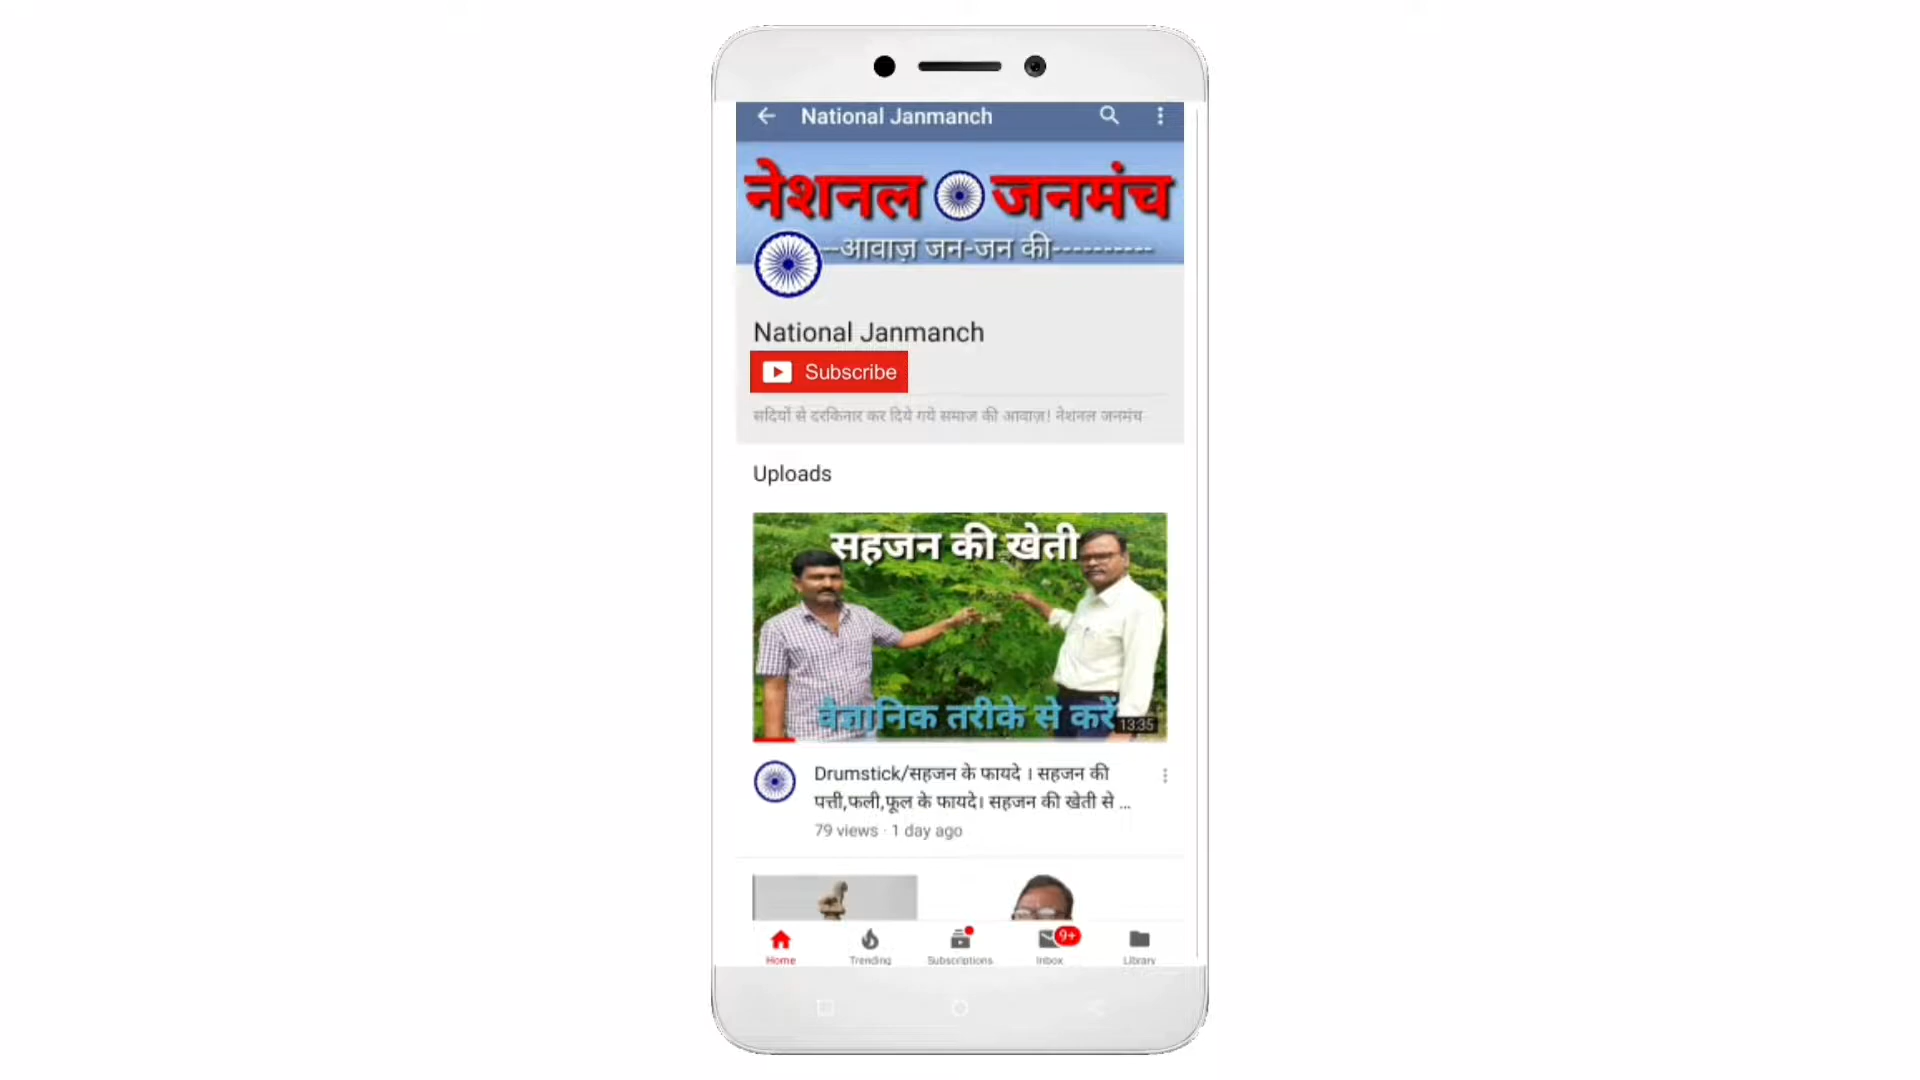 National Janmanch
नेशनल जनमंच
--आवाज़ जन-जन की----------
National Janmanch
Subscribe
सदियों से दरकिनार कर दिये गये समाज की आवाज़! नेशनल जनमंच
Uploads
सहजन की खेती
वैज्ञानिक तरीके से करें
13:35
Drumstick/सहजन के फायदे । सहजन की
पत्ती,फली,फूल के फायदे। सहजन की खेती से ...
79 views · 1 day ago
9+
Home Trending Subscriptions Inbox Library